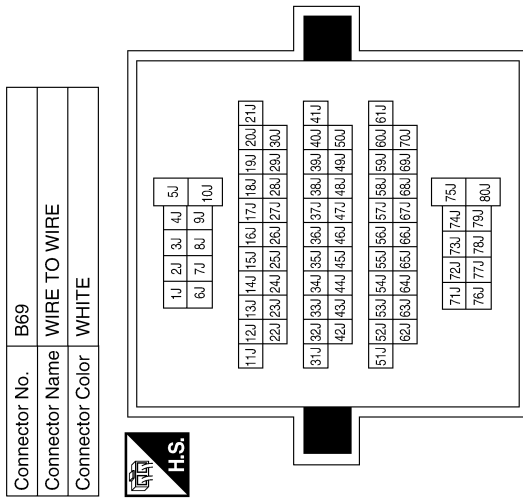 Connector No. B69
Connector Name WIRE TO WIRE
Connector Color WHITE
H.S.
1J 2J 3J 4J 5J
6J 7J 8J 9J 10J
11J 12J 13J 14J 15J 16J 17J 18J 19J 20J 21J
22J 23J 24J 25J 26J 27J 28J 29J 30J
31J 32J 33J 34J 35J 36J 37J 38J 39J 40J 41J
42J 43J 44J 45J 46J 47J 48J 49J 50J
51J 52J 53J 54J 55J 56J 57J 58J 59J 60J 61J
62J 63J 64J 65J 66J 67J 68J 69J 70J
71J 72J 73J 74J 75J
76J 77J 78J 79J 80J